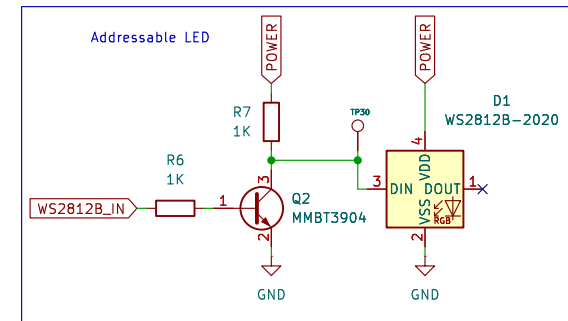 Addressable LED
POWER
POWER
R7
1K
TP30
D1
WS2812B-2020
R6
1K
4
VDD
3
3
DIN
DOUT
1
WS2812B_IN
1
Q2
MMBT3904
VSS
RGB
2
2
GND
GND